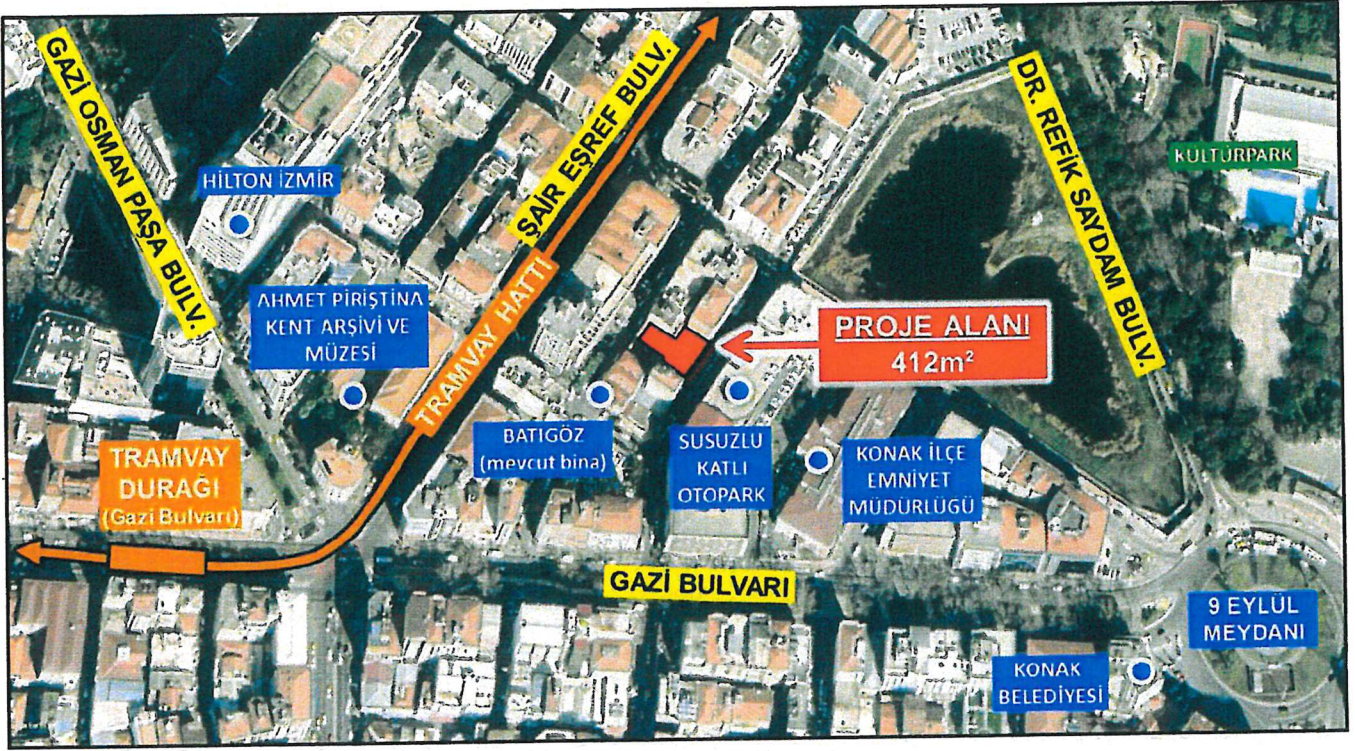 GAZİ OSMAN PAŞA BULV.
HİLTON İZMİR
ŞAİR EŞREF BULV.
DR. REFİK SAYDAM BULV.
KÜLTÜRPARK
AHMET PİRİŞTİNA
KENT ARŞİVİ VE
MÜZESİ
TRAMVAY HATTI
PROJE ALANI
412m²
TRAMVAY
DURAĞI
(Gazi Bulvarı)
BATIGÖZ
(mevcut bina)
SUSUZLU
KATLI
OTOPARK
KONAK İLÇE
EMNİYET
MÜDÜRLÜGÜ
GAZİ BULVARI
9 EYLÜL
MEYDANI
KONAK
BELEDİYESİ